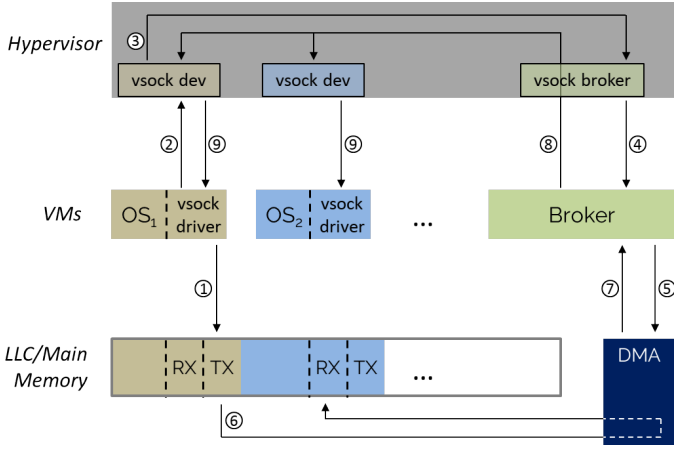 Hypervisor
③
vsock dev
vsock dev
vsock broker
②
⑨
⑨
⑧
④
VMs
OS₁
vsock
driver
OS₂
vsock
driver
...
Broker
①
⑦
⑤
LLC/Main
Memory
RX
TX
RX
TX
...
DMA
⑥